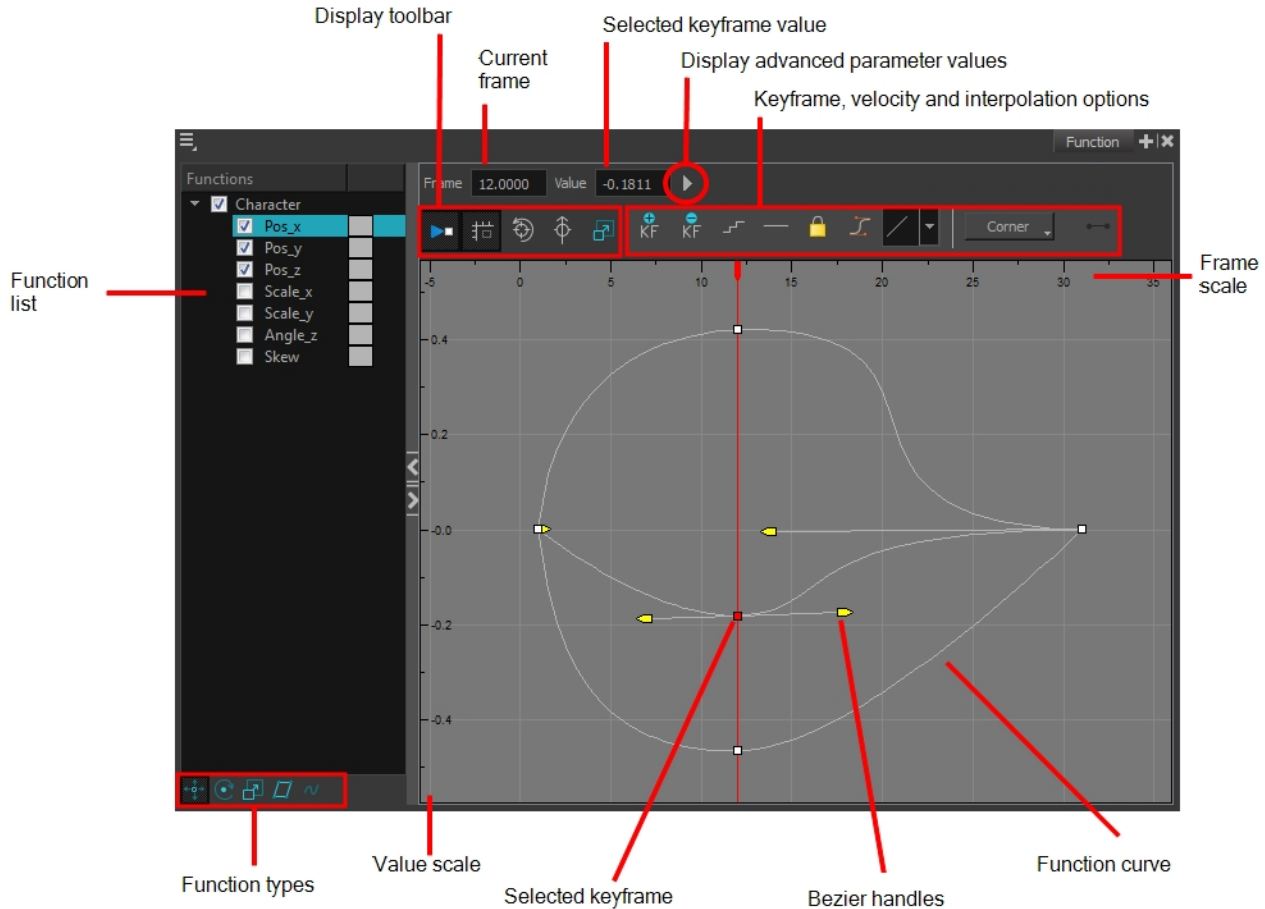 Display toolbar
Selected keyframe value
Current
frame
Display advanced parameter values
Keyframe, velocity and interpolation options
Function
Functions
Frame 12.0000 Value -0.1811
Character
Pos_x
Pos_y
Pos_z
Scale_x
Scale_y
Angle_z
Skew
KF KF Corner
-5 0 5 10 15 20 25 30 35
0.4
0.2
-0.0
-0.2
-0.4
Function
list
Frame
scale
Function types
Value scale
Selected keyframe
Bezier handles
Function curve